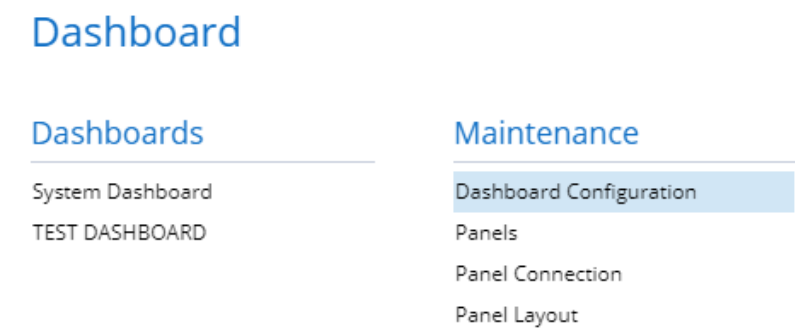 Dashboard
Dashboards
System Dashboard
TEST DASHBOARD
Maintenance
Dashboard Configuration
Panels
Panel Connection
Panel Layout